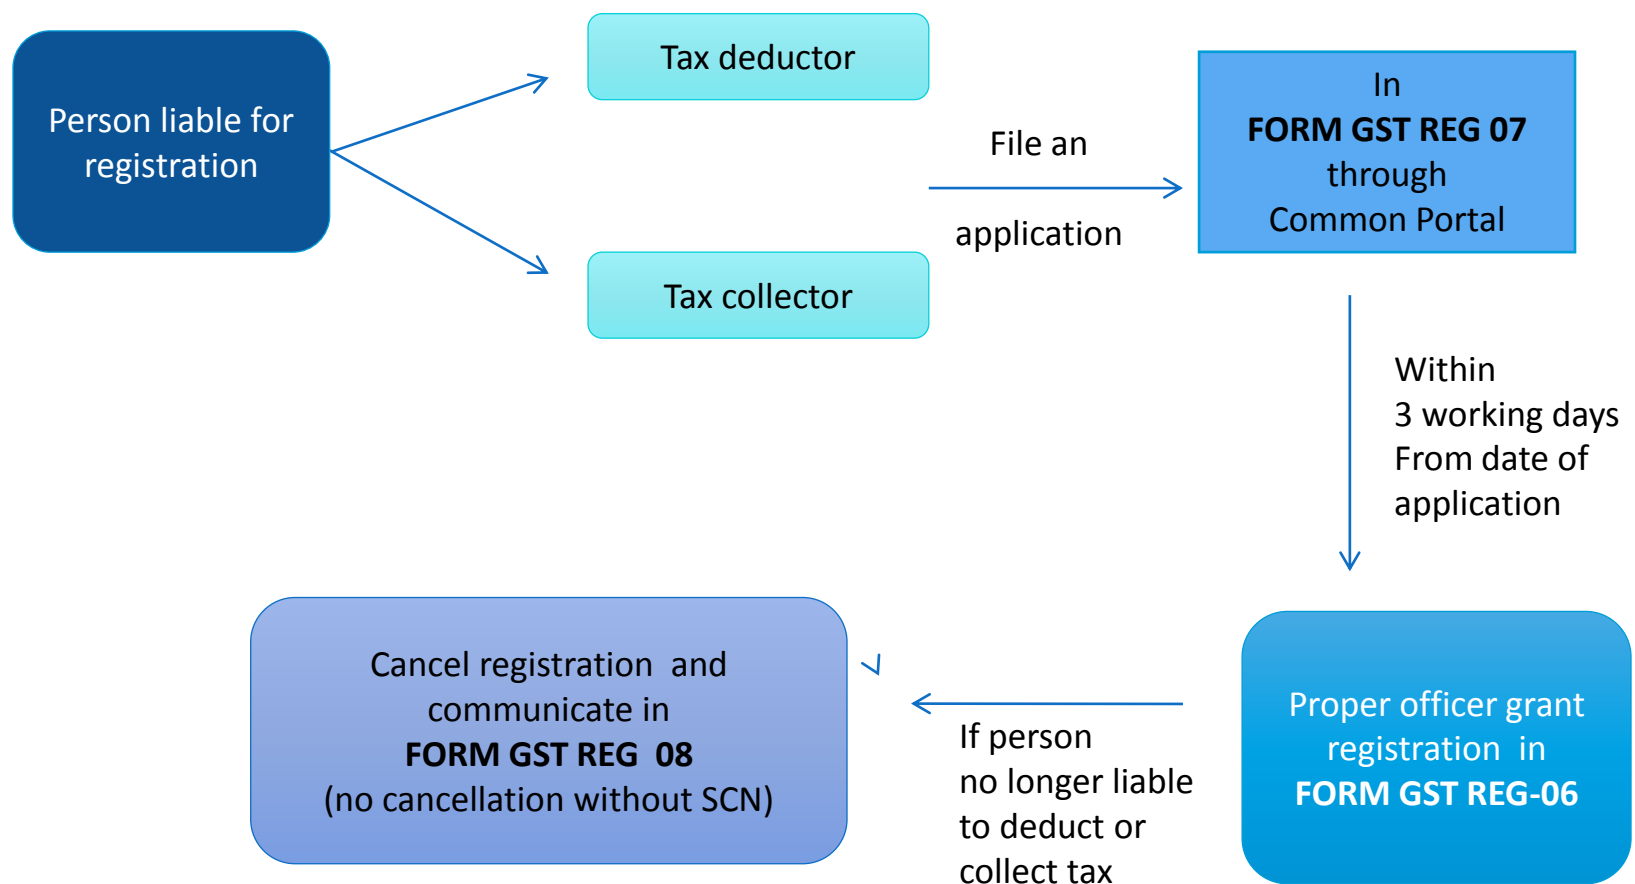 Person liable for
registration
Tax deductor
Tax collector
File an
application
In
FORM GST REG 07
through
Common Portal
Within
3 working days
From date of
application
Proper officer grant
registration  in
FORM GST REG-06
If person
no longer liable
to deduct or
collect tax
Cancel registration  and
communicate in
FORM GST REG  08
(no cancellation without SCN)